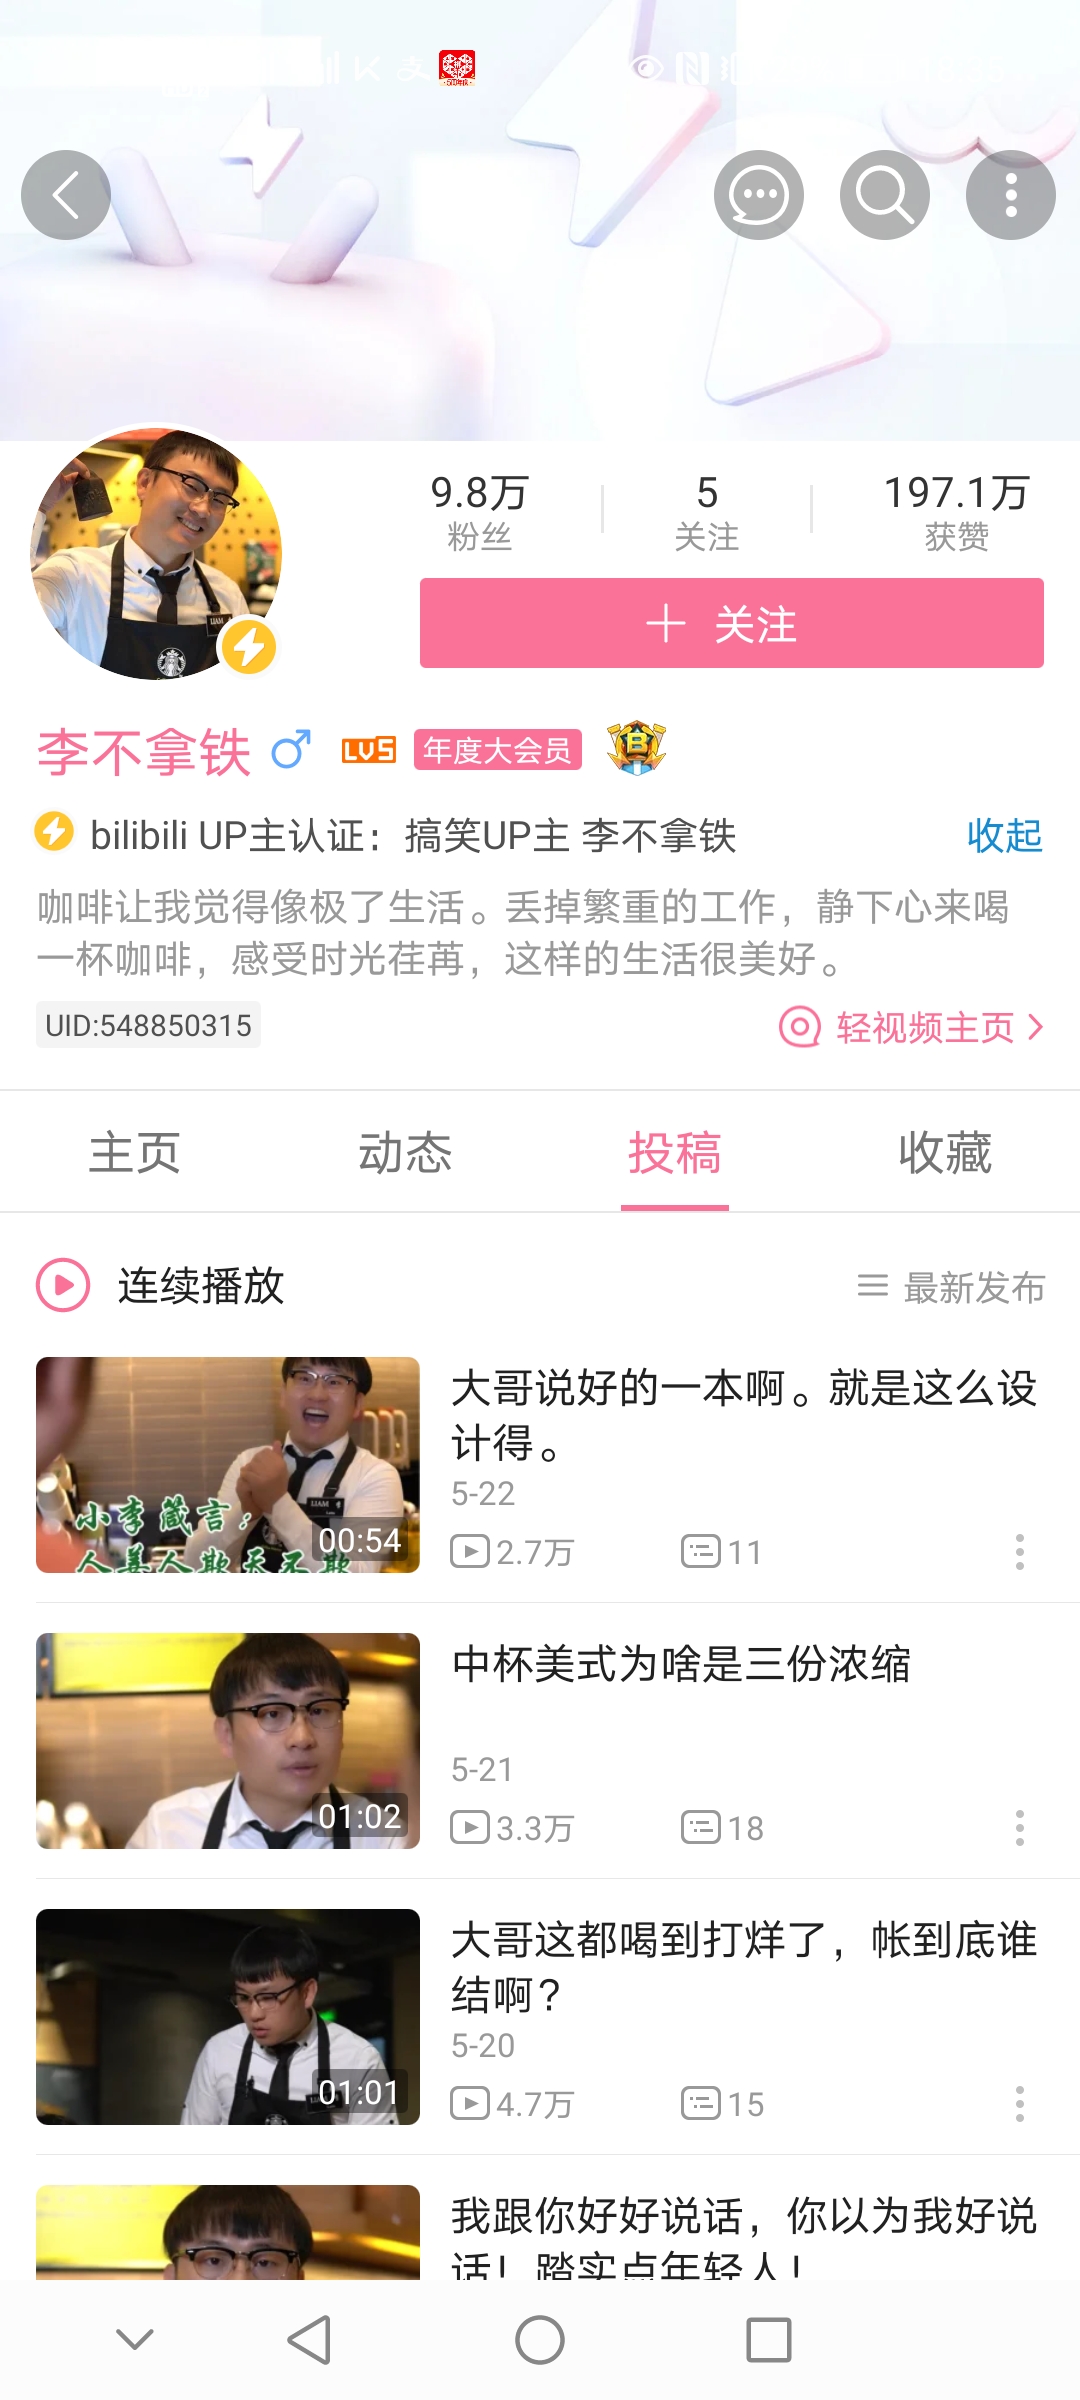 9.8万
粉丝
5
关注
197.1万
获赞
关注
李不拿铁
LV5
年度大会员
bilibili UP主认证：搞笑UP主 李不拿铁
收起
咖啡让我觉得像极了生活。丢掉繁重的工作，静下心来喝
一杯咖啡，感受时光荏苒，这样的生活很美好。
UID:548850315
轻视频主页
主页
动态
投稿
收藏
连续播放
最新发布
大哥说好的一本啊。就是这么设
计得。
5-22
2.7万
11
小李箴言：
人善人欺天不欺
LIAM
00:54
中杯美式为啥是三份浓缩
5-21
3.3万
18
01:02
大哥这都喝到打烊了，帐到底谁
结啊？
5-20
4.7万
15
01:01
我跟你好好说话，你以为我好说
话！踏实点年轻人！